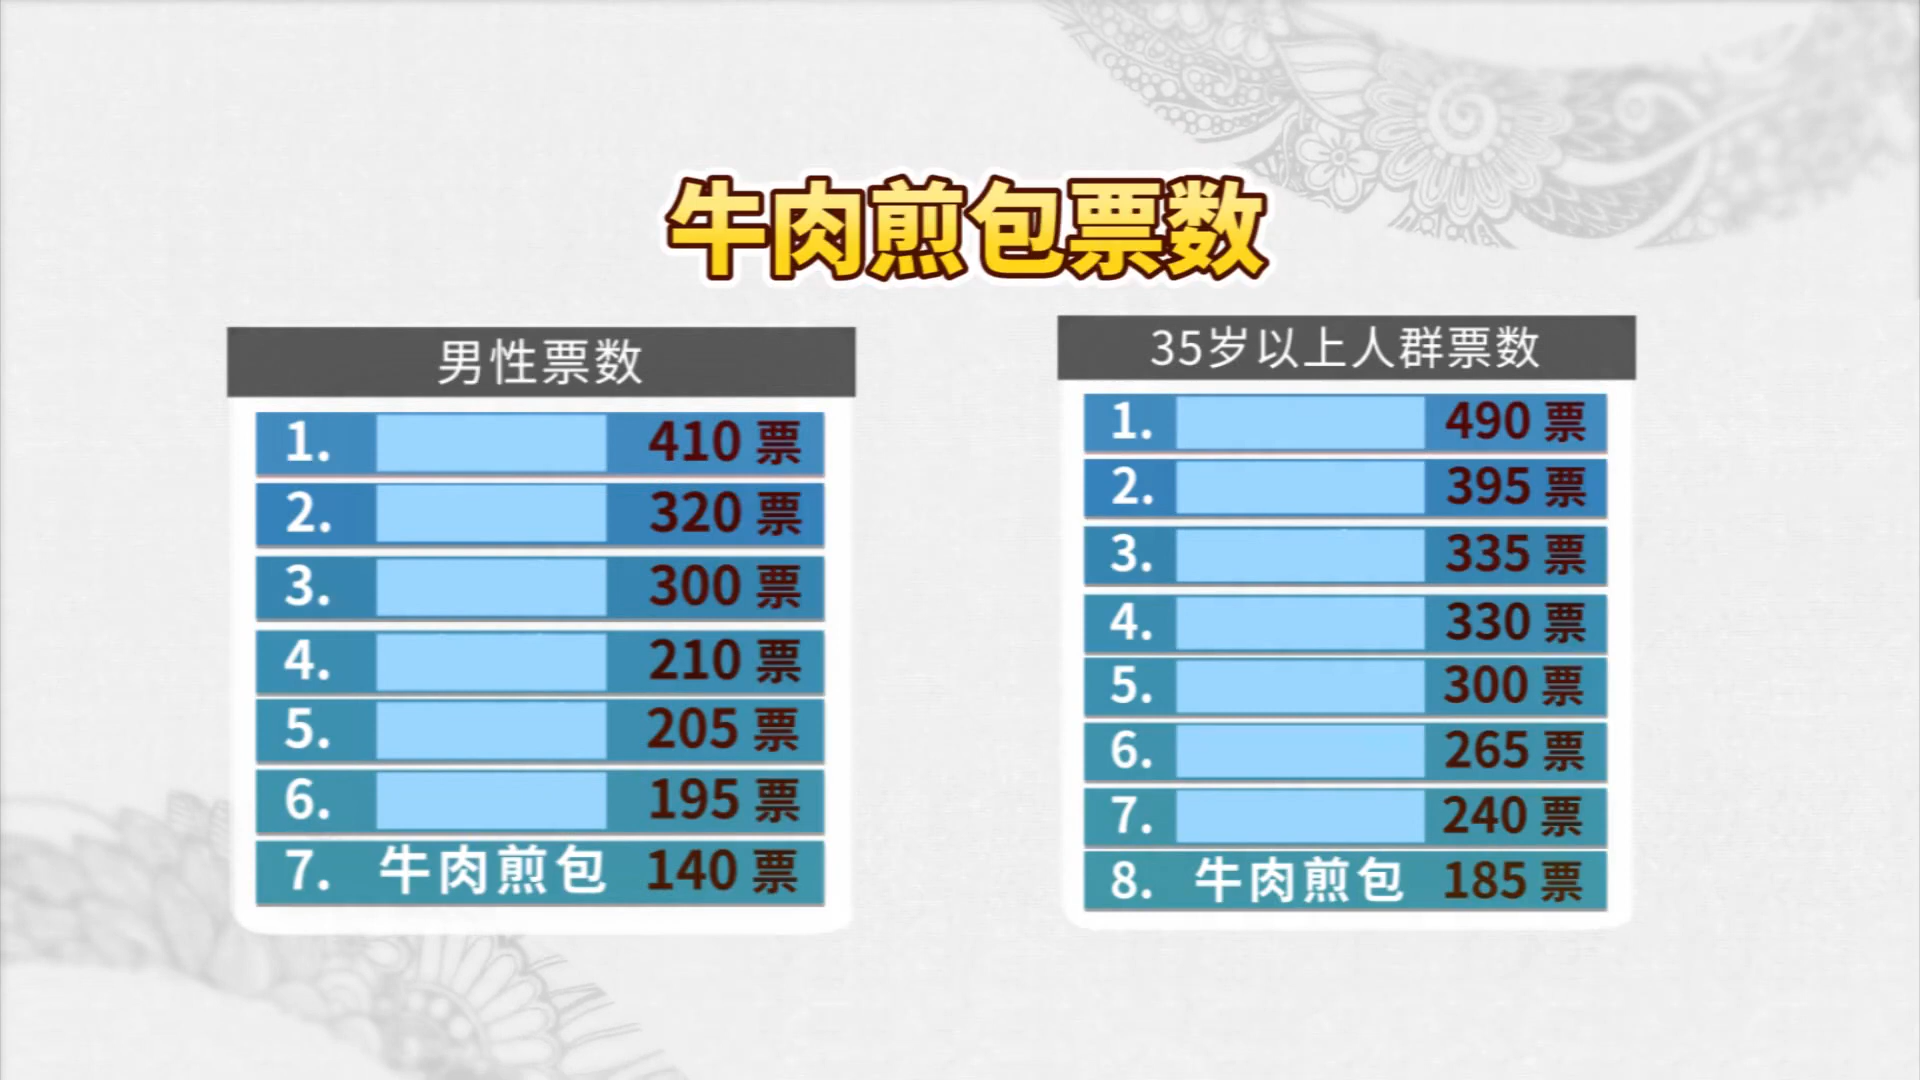 牛肉煎包票数
男性票数
1. 410 票
2. 320 票
3. 300 票
4. 210 票
5. 205 票
6. 195 票
7. 牛肉煎包 140 票
35岁以上人群票数
1. 490 票
2. 395 票
3. 335 票
4. 330 票
5. 300 票
6. 265 票
7. 240 票
8. 牛肉煎包 185 票